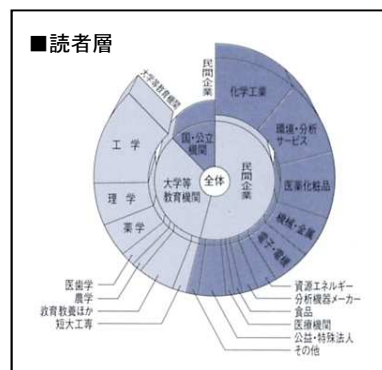 ■読者層
大学等教育機関
民間企業
化学工業
環境・分析
サービス
医薬化粧品
機械・金属
電子・電機
国・公立
機関
民間企業
全体
大学等
教育機関
工学
理学
薬学
医歯学
農学
教育教養ほか
短大工専
資源エネルギー
分析機器メーカー
食品
医療機関
公益・特殊法人
その他